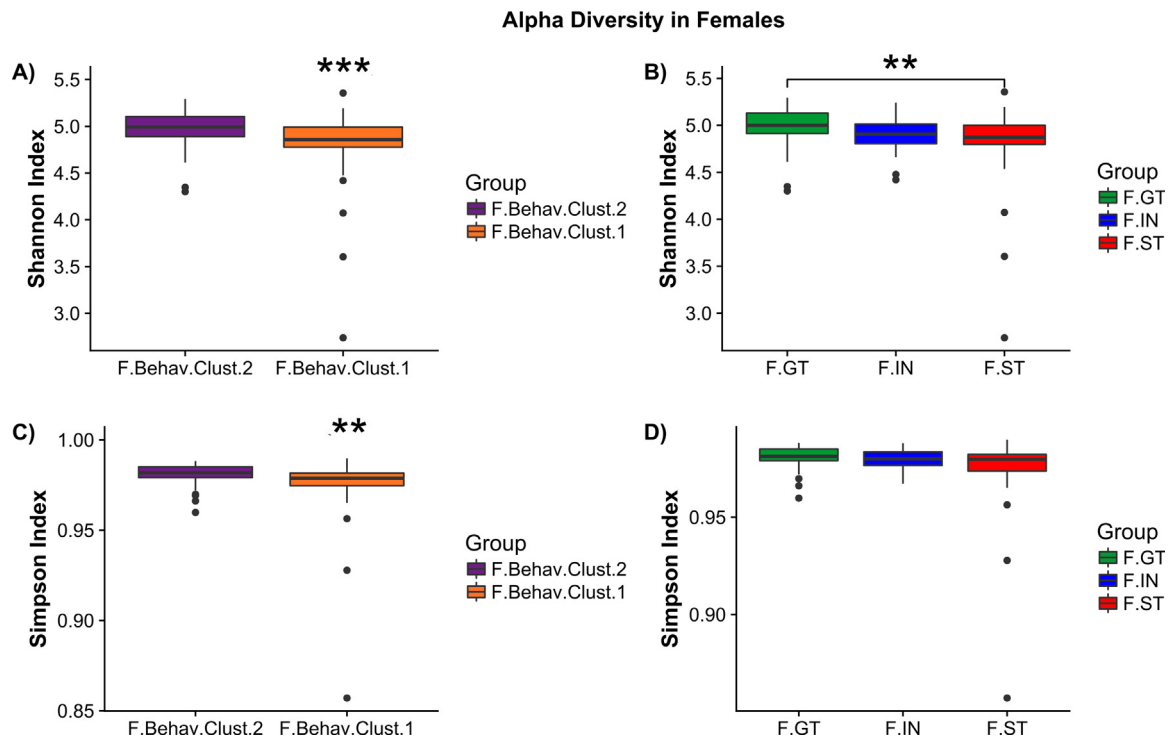 Alpha Diversity in Females
A)
***
5.5
5.0
4.5
4.0
3.5
3.0
Shannon Index
F.Behav.Clust.2
F.Behav.Clust.1
Group
F.Behav.Clust.2
F.Behav.Clust.1
B)
**
5.5
5.0
4.5
4.0
3.5
3.0
Shannon Index
F.GT
F.IN
F.ST
Group
F.GT
F.IN
F.ST
C)
**
1.00
0.95
0.90
0.85
Simpson Index
F.Behav.Clust.2
F.Behav.Clust.1
Group
F.Behav.Clust.2
F.Behav.Clust.1
D)
0.95
0.90
Simpson Index
F.GT
F.IN
F.ST
Group
F.GT
F.IN
F.ST